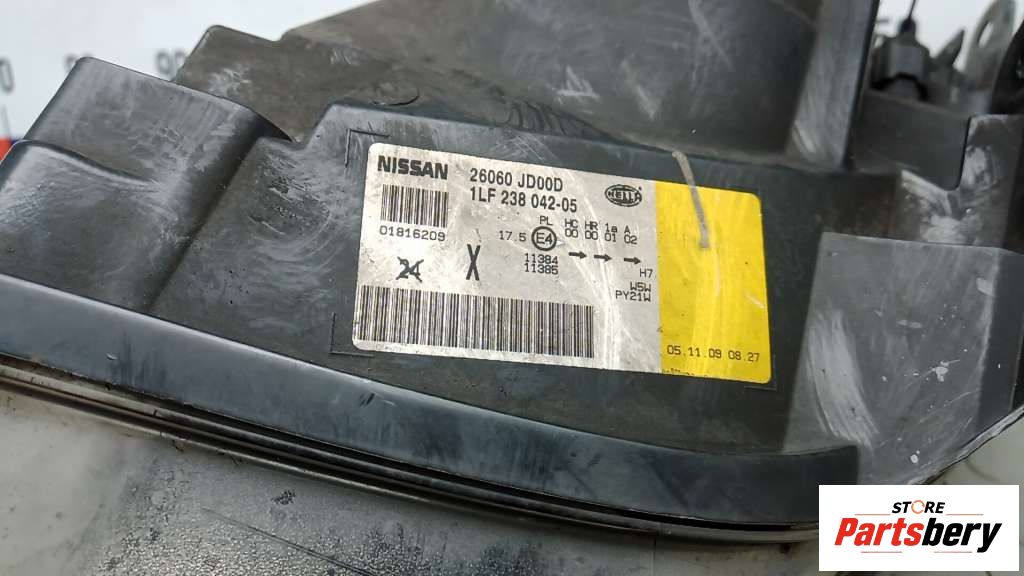 NISSAN 26060 JD00D
1LF 238 042-05
HELLA
01816209
PL HC HR 1a A
17.5 E4 00 00 01 02
11384
11385
H7
W5W
PY21W
24 X
05.11.09 08.27
STORE
Partsbery